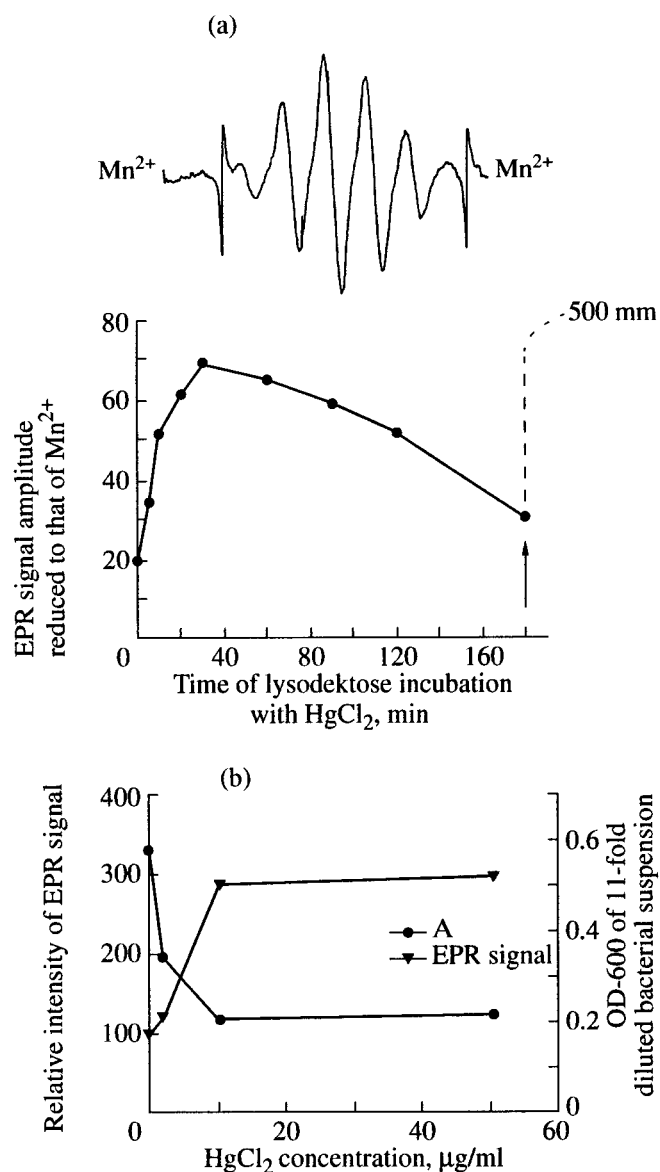 (a)
Mn2+ Mn2+
EPR signal amplitude
reduced to that of Mn2+
80
60
40
20
500 mm
0 40 80 120 160
Time of lysodektose incubation
with HgCl2, min
(b)
Relative intensity of EPR signal
400
300
200
100
A
EPR signal
0.6
0.4
0.2
0
OD-600 of 11-fold
diluted bacterial suspension
0 20 40 60
HgCl2 concentration, μg/ml